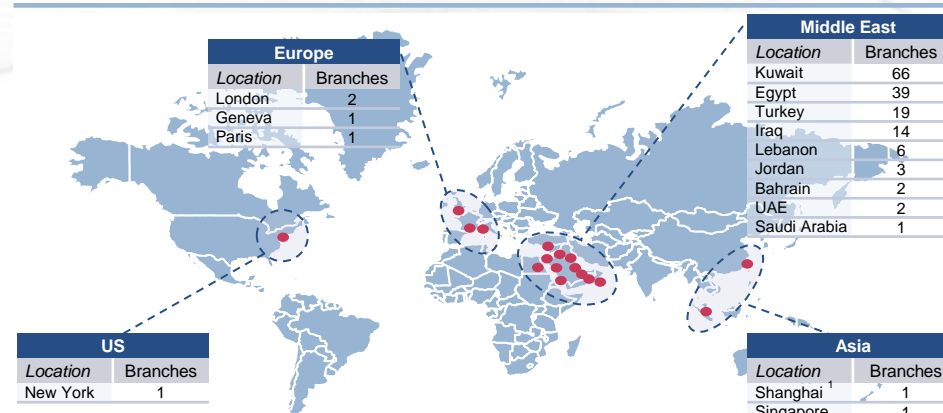 Europe
Location Branches
London 2
Geneva 1
Paris 1
Middle East
Location Branches
Kuwait 66
Egypt 39
Turkey 19
Iraq 14
Lebanon 6
Jordan 3
Bahrain 2
UAE 2
Saudi Arabia 1
US
Location Branches
New York 1
Asia
Location Branches
Shanghai 1 1
Singapore 1